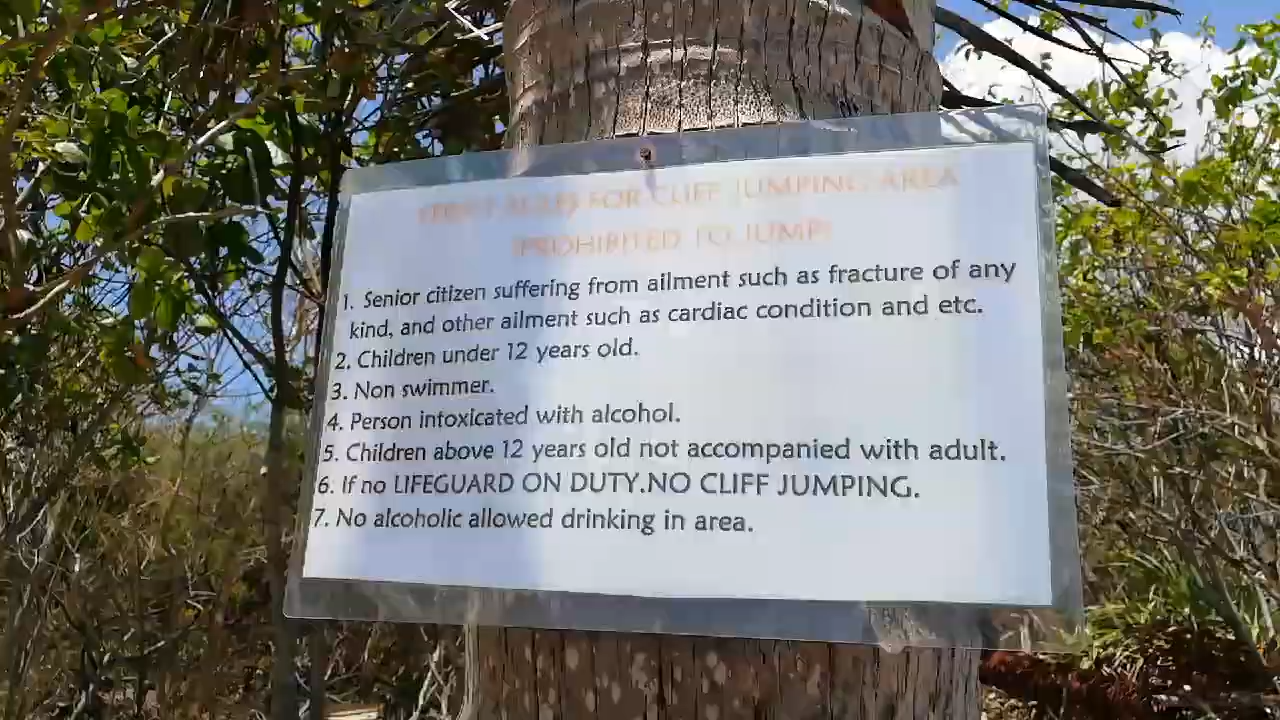 STRICT RULES FOR CLIFF JUMPING AREA
PROHIBITED TO JUMP!
1. Senior citizen suffering from ailment such as fracture of any
kind, and other ailment such as cardiac condition and etc.
2. Children under 12 years old.
3. Non swimmer.
4. Person intoxicated with alcohol.
5. Children above 12 years old not accompanied with adult.
6. If no LIFEGUARD ON DUTY.NO CLIFF JUMPING.
7. No alcoholic allowed drinking in area.